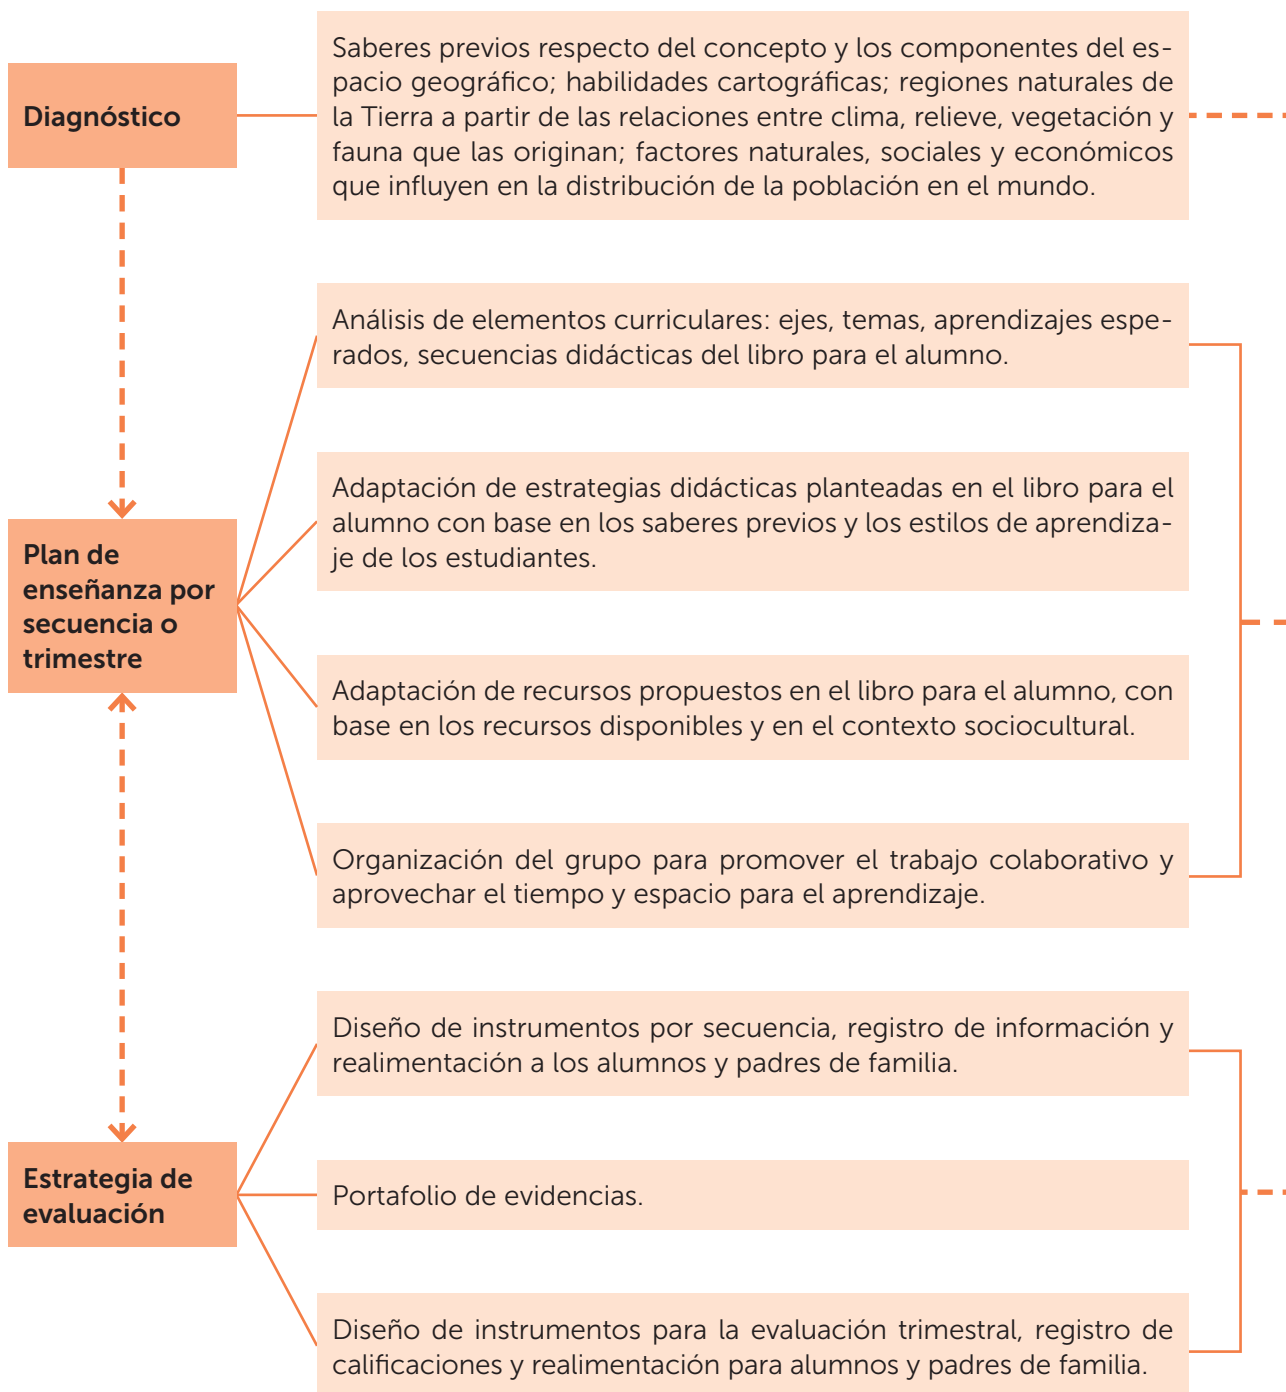 Diagnóstico
Saberes previos respecto del concepto y los componentes del es-
pacio geográfico; habilidades cartográficas; regiones naturales de
la Tierra a partir de las relaciones entre clima, relieve, vegetación y
fauna que las originan; factores naturales, sociales y económicos
que influyen en la distribución de la población en el mundo.
Plan de
enseñanza por
secuencia o
trimestre
Análisis de elementos curriculares: ejes, temas, aprendizajes espe-
rados, secuencias didácticas del libro para el alumno.
Adaptación de estrategias didácticas planteadas en el libro para el
alumno con base en los saberes previos y los estilos de aprendiza-
je de los estudiantes.
Adaptación de recursos propuestos en el libro para el alumno, con
base en los recursos disponibles y en el contexto sociocultural.
Organización del grupo para promover el trabajo colaborativo y
aprovechar el tiempo y espacio para el aprendizaje.
Estrategia de
evaluación
Diseño de instrumentos por secuencia, registro de información y
realimentación a los alumnos y padres de familia.
Portafolio de evidencias.
Diseño de instrumentos para la evaluación trimestral, registro de
calificaciones y realimentación para alumnos y padres de familia.